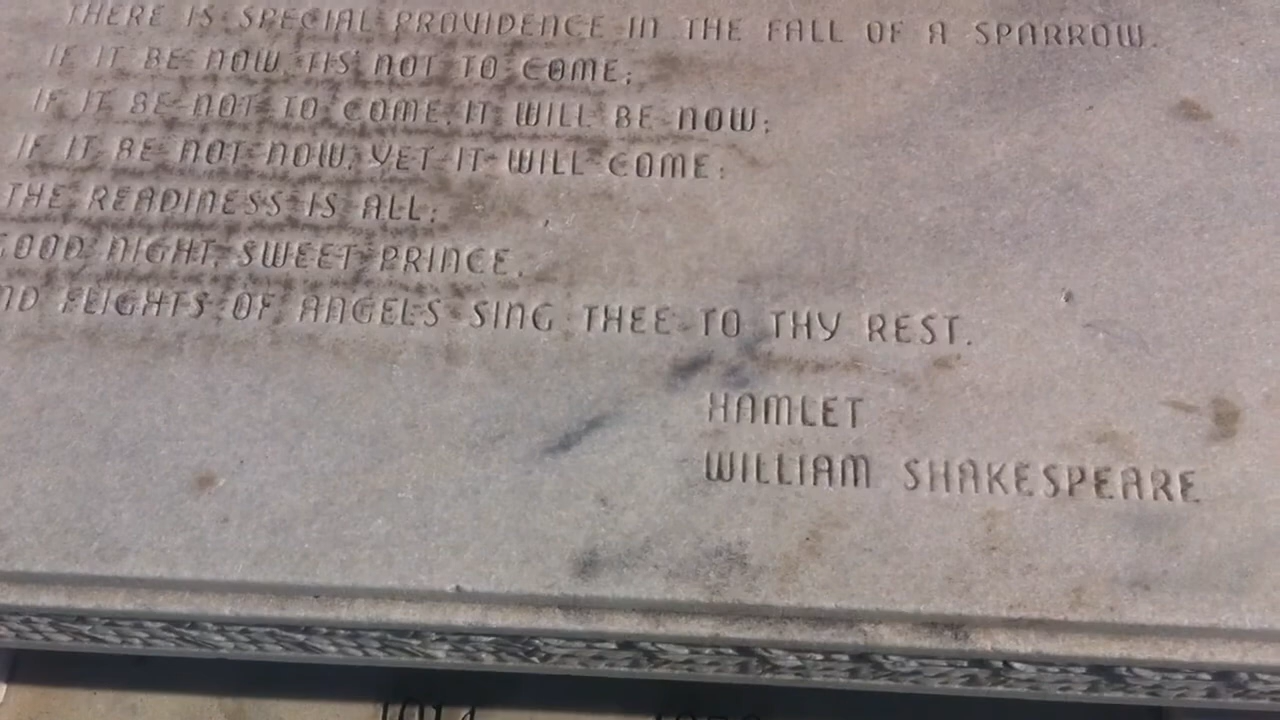 THERE IS SPECIAL PROVIDENCE IN THE FALL OF A SPARROW.
IF IT BE NOW, TIS' NOT TO COME;
IF IT BE NOT TO COME, IT WILL BE NOW;
IF IT BE NOT NOW, YET IT WILL COME;
THE READINESS IS ALL;
GOOD NIGHT, SWEET PRINCE,
FLIGHTS OF ANGELS SING THEE TO THY REST.
HAMLET
WILLIAM SHAKESPEARE